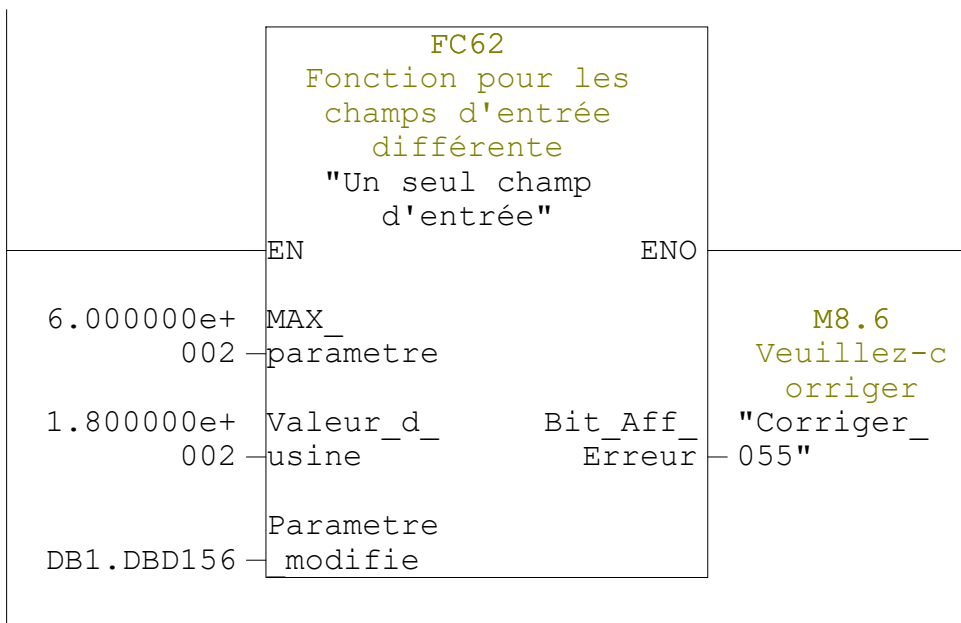 FC62
Fonction pour les
champs d'entrée
différente
"Un seul champ
d'entrée"
EN ENO
6.000000e+ MAX_ M8.6
002 parametre Veuillez-c
orriger
1.800000e+ Valeur_d_ Bit_Aff_ "Corriger_
002 usine Erreur 055"
Parametre
DB1.DBD156 _modifie